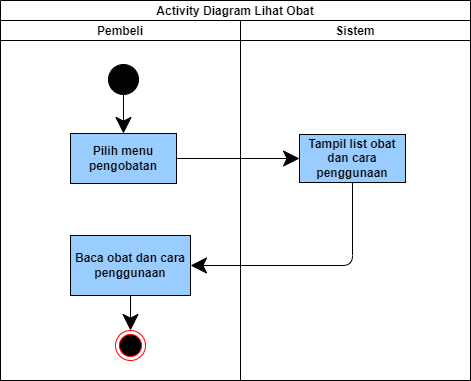 Activity Diagram Lihat Obat
Pembeli
Sistem
Pilih menu
pengobatan
Tampil list obat
dan cara
penggunaan
Baca obat dan cara
penggunaan